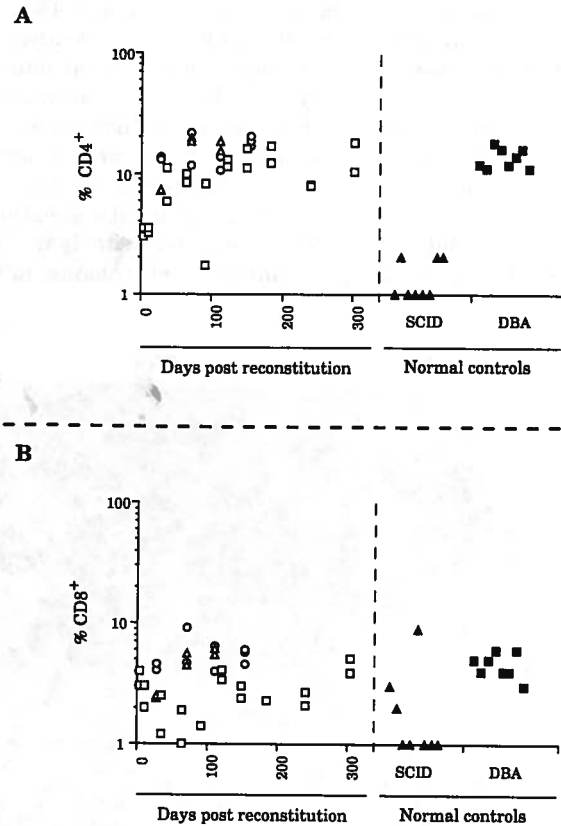 A
100
10
1
% CD4+
0
100
200
300
SCID
DBA
Days post reconstitution
Normal controls
B
100
10
1
% CD8+
0
100
200
300
SCID
DBA
Days post reconstitution
Normal controls